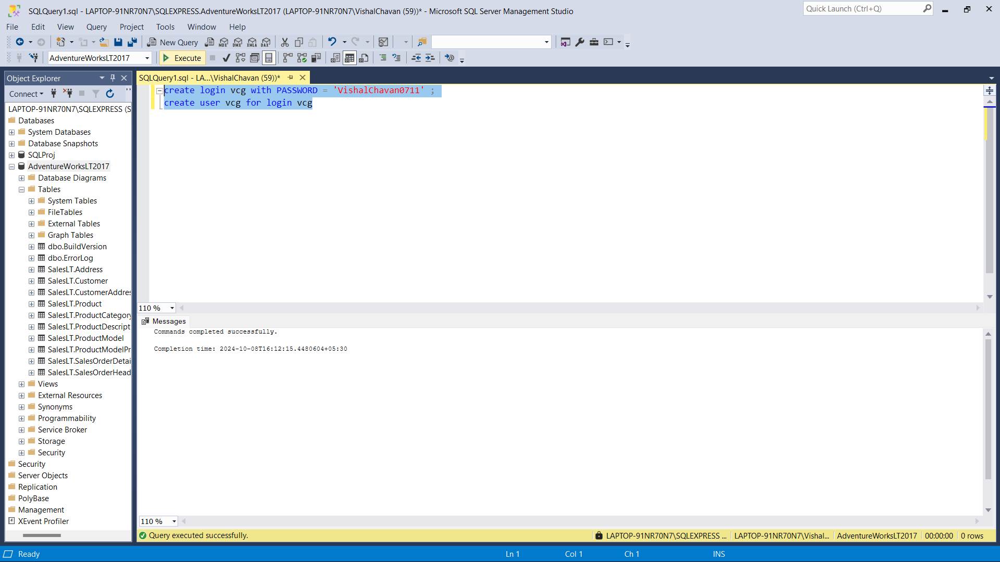 SQLQuery1.sql - LAPTOP-91NR70N7\SQLEXPRESS.AdventureWorksLT2017 (LAPTOP-91NR70N7\VishalChavan (59))* - Microsoft SQL Server Management Studio
Quick Launch (Ctrl+Q)
File Edit View Query Project Tools Window Help
New Query MDX DMX XMLA DAX
AdventureWorksLT2017 Execute
Object Explorer
SQLQuery1.sql - LA...\VishalChavan (59))*
Connect
create login vcg with PASSWORD = 'VishalChavan0711' ;
create user vcg for login vcg
LAPTOP-91NR70N7\SQLEXPRESS (S
Databases
System Databases
Database Snapshots
SQLProj
AdventureWorksLT2017
Database Diagrams
Tables
System Tables
FileTables
External Tables
Graph Tables
dbo.BuildVersion
dbo.ErrorLog
SalesLT.Address
SalesLT.Customer
SalesLT.CustomerAddres
SalesLT.Product
SalesLT.ProductCategory
SalesLT.ProductDescript
SalesLT.ProductModel
SalesLT.ProductModelPr
SalesLT.SalesOrderDetai
SalesLT.SalesOrderHead
Views
External Resources
Synonyms
Programmability
Service Broker
Storage
Security
Security
Server Objects
Replication
PolyBase
Management
XEvent Profiler
110 %
Messages
Commands completed successfully.
Completion time: 2024-10-08T16:12:15.4480604+05:30
110 %
Query executed successfully. LAPTOP-91NR70N7\SQLEXPRESS ... LAPTOP-91NR70N7\Vishal... AdventureWorksLT2017 00:00:00 0 rows
Ready Ln 1 Col 1 Ch 1 INS